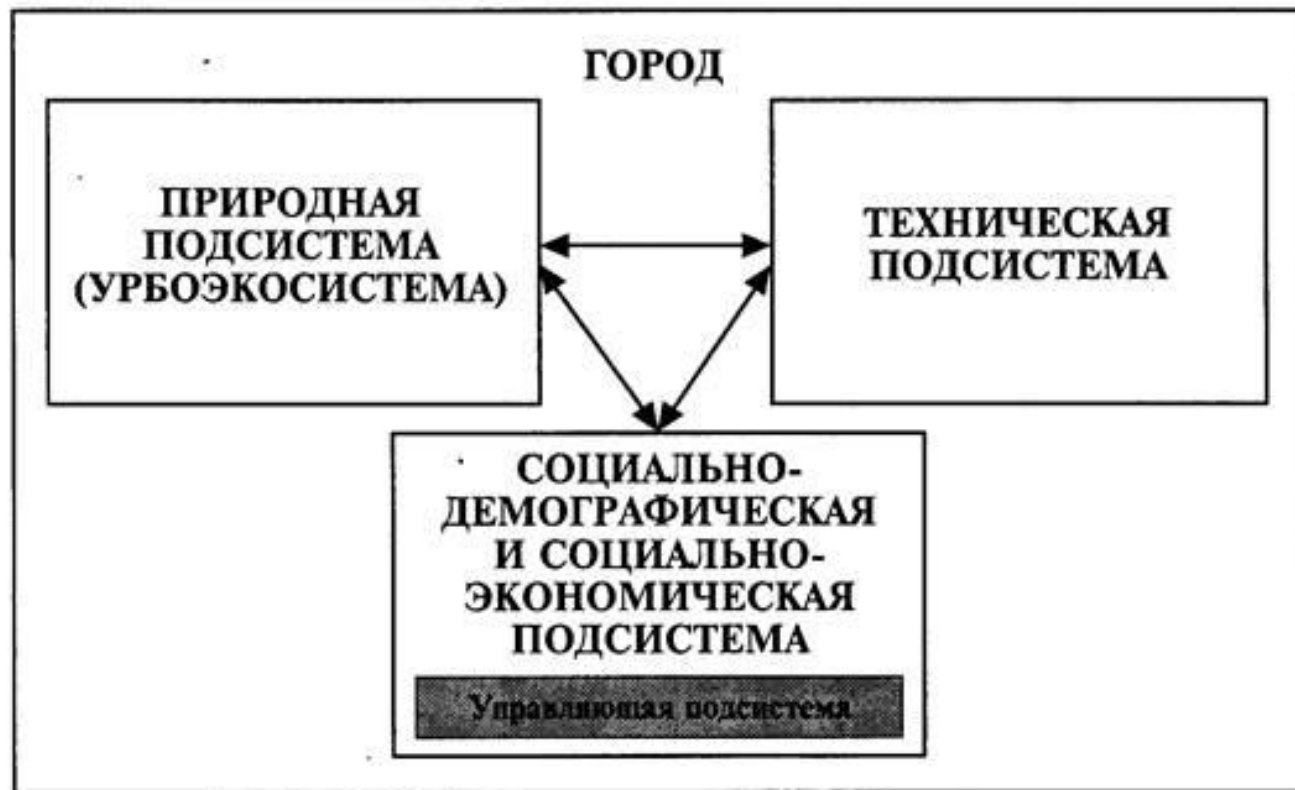 ГОРОД
ПРИРОДНАЯ
ПОДСИСТЕМА
(УРБОЭКОСИСТЕМА)
ТЕХНИЧЕСКАЯ
ПОДСИСТЕМА
СОЦИАЛЬНО-
ДЕМОГРАФИЧЕСКАЯ
И СОЦИАЛЬНО-
ЭКОНОМИЧЕСКАЯ
ПОДСИСТЕМА
Управляющая подсистема